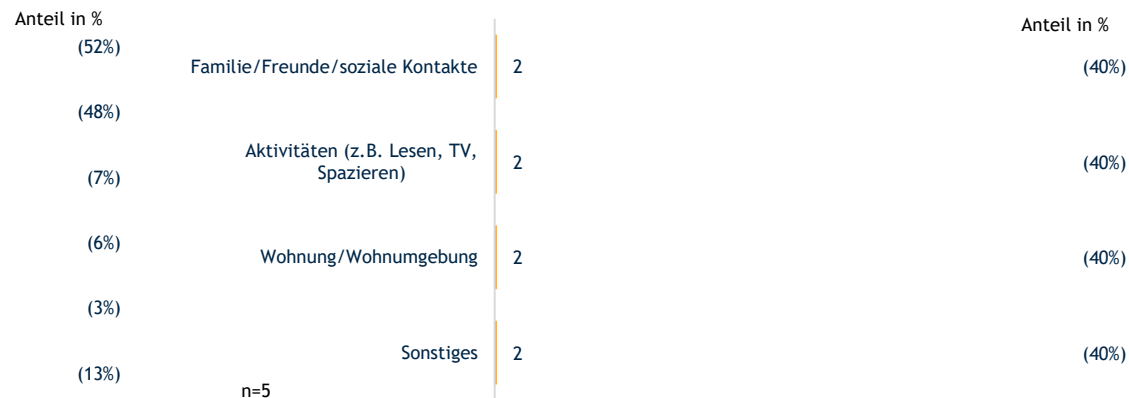 Anteil in %
(52%)
(48%)
(7%)
(6%)
(3%)
(13%)
Anteil in %
Familie/Freunde/soziale Kontakte 2 (40%)
Aktivitäten (z.B. Lesen, TV,
Spazieren) 2 (40%)
Wohnung/Wohnumgebung 2 (40%)
Sonstiges 2 (40%)
n=5